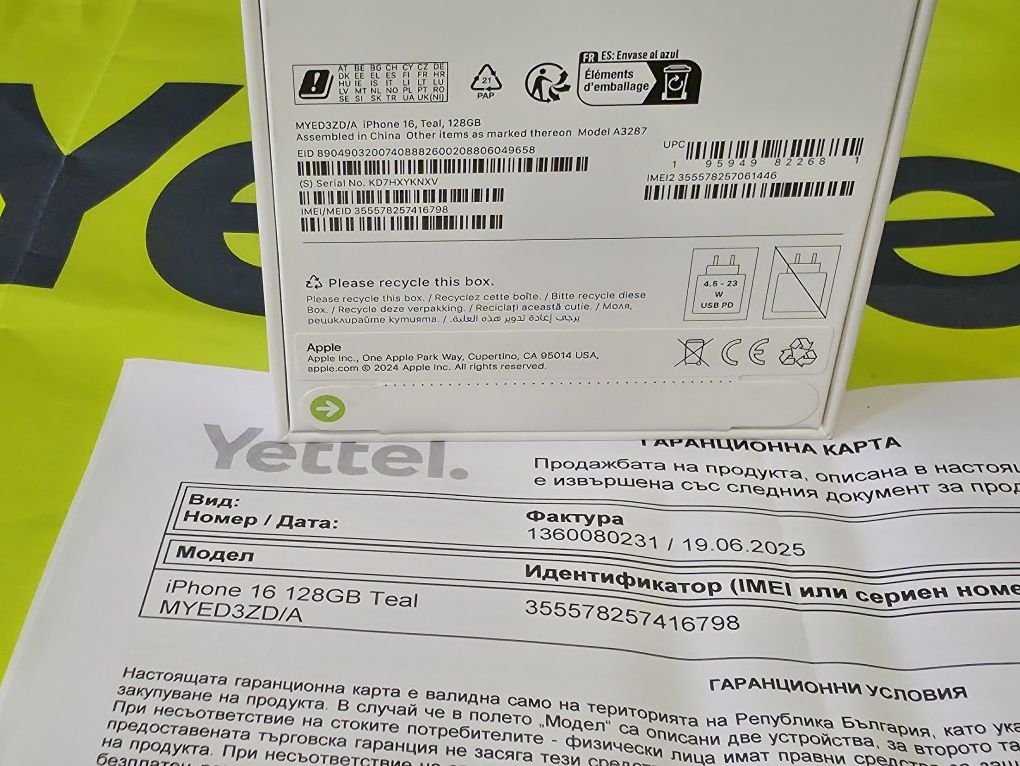 Yettel.
FR ES: Envase al azul
Éléments
d'emballage
AT BE BG CH CY CZ DE
DK EE EL ES FI FR HR
HU IE IS IT LI LT LU
LV MT NL NO PL PT RO
SE SI SK TR UA UK(NI)
21
PAP
MYED3ZD/A iPhone 16, Teal, 128GB
Assembled in China Other items as marked thereon Model A3287
EID 89049032007408882600208806049658
UPC
1 95949 82268 1
(S) Serial No. KD7HXYKNXV
IMEI2 355578257061446
IMEI/MEID 355578257416798
Please recycle this box.
Please recycle this box. / Recyclez cette boîte. / Bitte recycle diese
Box. / Recycle deze verpakking. / Reciclați această cutie. / Моля,
рециклирайте кутията. / .يرجى إعادة تدوير هذه العلبة
4.5 - 23
W
USB PD
Apple
Apple Inc., One Apple Park Way, Cupertino, CA 95014 USA,
apple.com © 2024 Apple Inc. All rights reserved.
CE
Yettel.
ГАРАНЦИОННА КАРТА
Продажбата на продукта, описана в
е извършена със следния документ за
Вид:
Номер / Дата:
Фактура
1360080231 / 19.06.2025
Модел
Идентификатор (IMEI или сериен
iPhone 16 128GB Teal
MYED3ZD/A
355578257416798
ГАРАНЦИОННИ УСЛОВИЯ
Настоящата гаранционна карта е валидна само на територията на Република България, като
закупуване на продукта. В случай че в полето „Модел“ са описани две устройства, за второто
При несъответствие на стоките потребителите - физически лица имат правни
предоставената търговска гаранция не засяга тези
на продукта. При несъответствие